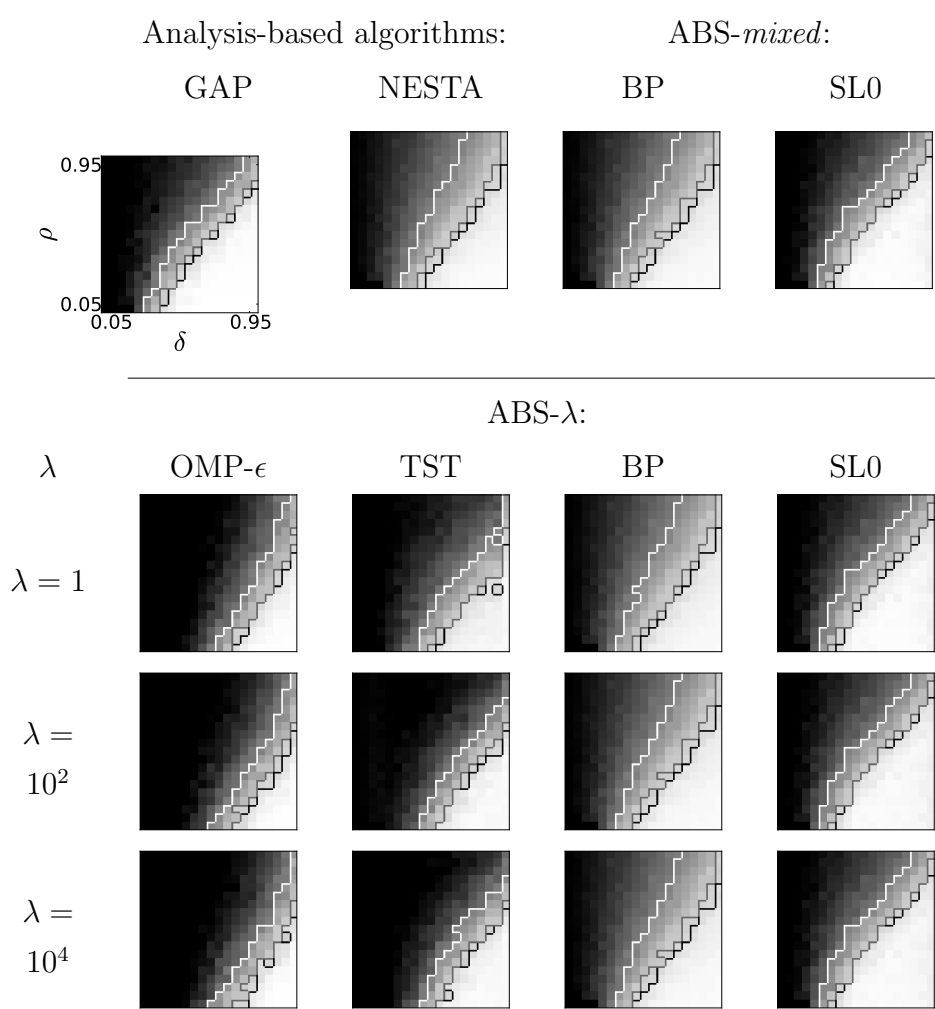 Analysis-based algorithms: ABS-mixed:
GAP NESTA BP SL0
0.95
ρ
0.05
0.05 0.95
δ
ABS-λ:
λ OMP-ϵ TST BP SL0
λ = 1
λ =
10²
λ =
10⁴